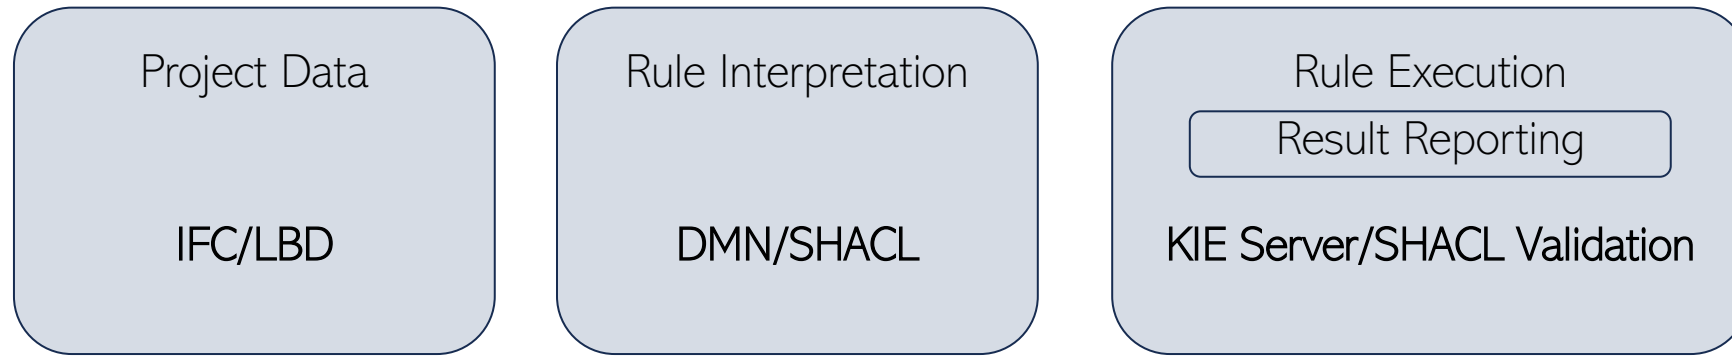 Project Data
IFC/LBD
Rule Interpretation
DMN/SHACL
Rule Execution
Result Reporting
KIE Server/SHACL Validation